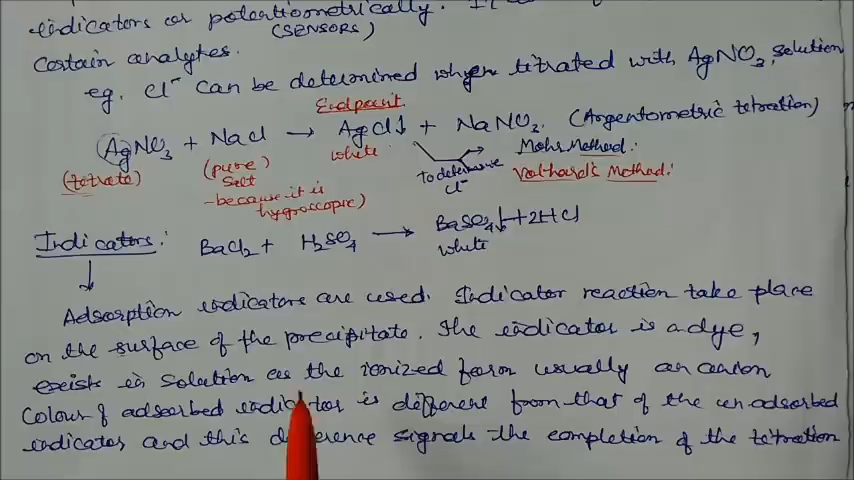 indicators or potentiometrically. It
(SENSORS)
Certain analytes.
eg. Cl⁻ Can be determined when titrated with AgNO₃ solution
Endpoint
AgNO₃ + NaCl → AgCl↓ + NaNO₃. (Argentometric titration)
(titrate) (pure) Salt -because it is hygroscopic) white To determine Cl⁻ Mohr Method.
Volhard's Method.
Indicators: BaCl₂ + H₂SO₄ → BaSO₄↓ + 2HCl
white
Adsorption indicators are used. Indicator reaction take place
on the surface of the precipitate. The indicator is a dye,
exists in solution as the ionized form usually an anion
Colour of adsorbed indicator is different from that of the unadsorbed
indicator and this difference signals the completion of the titration